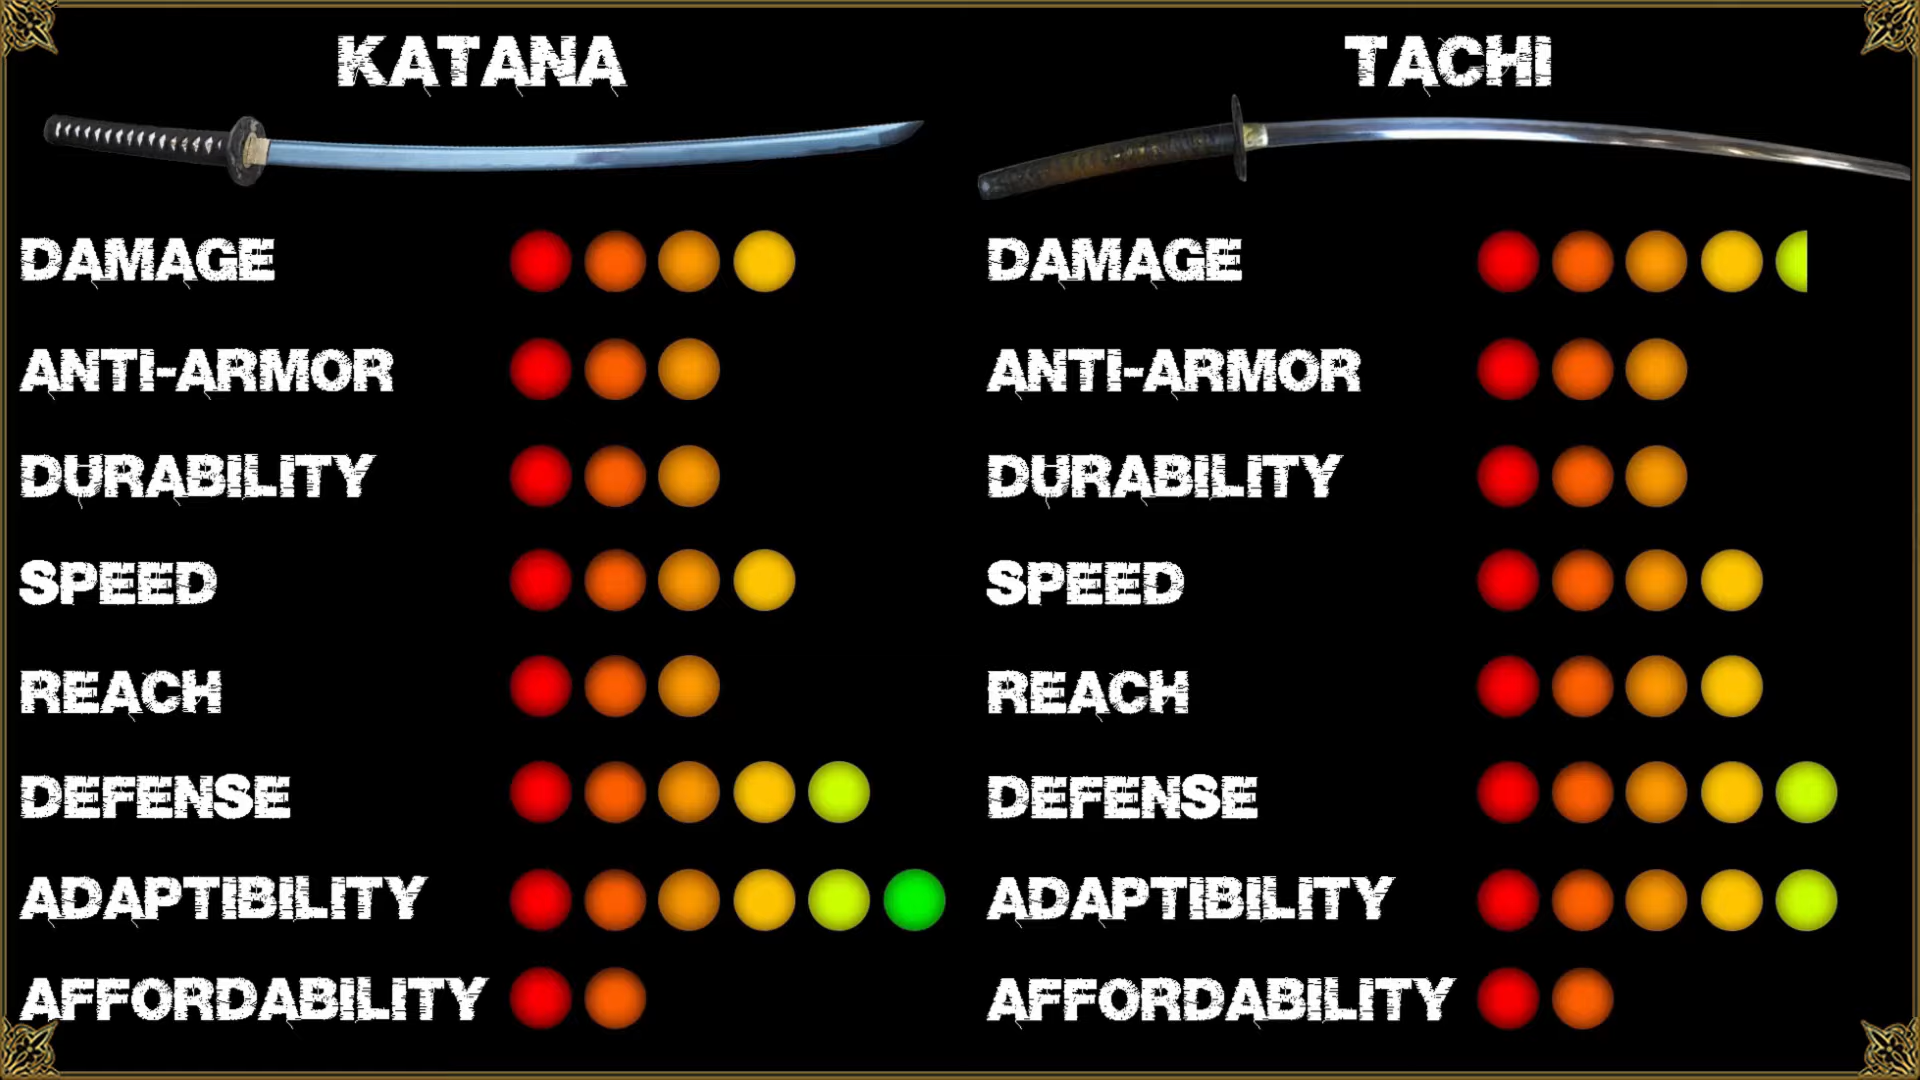 KATANA
DAMAGE
ANTI-ARMOR
DURABILITY
SPEED
REACH
DEFENSE
ADAPTIBILITY
AFFORDABILITY
TACHI
DAMAGE
ANTI-ARMOR
DURABILITY
SPEED
REACH
DEFENSE
ADAPTIBILITY
AFFORDABILITY